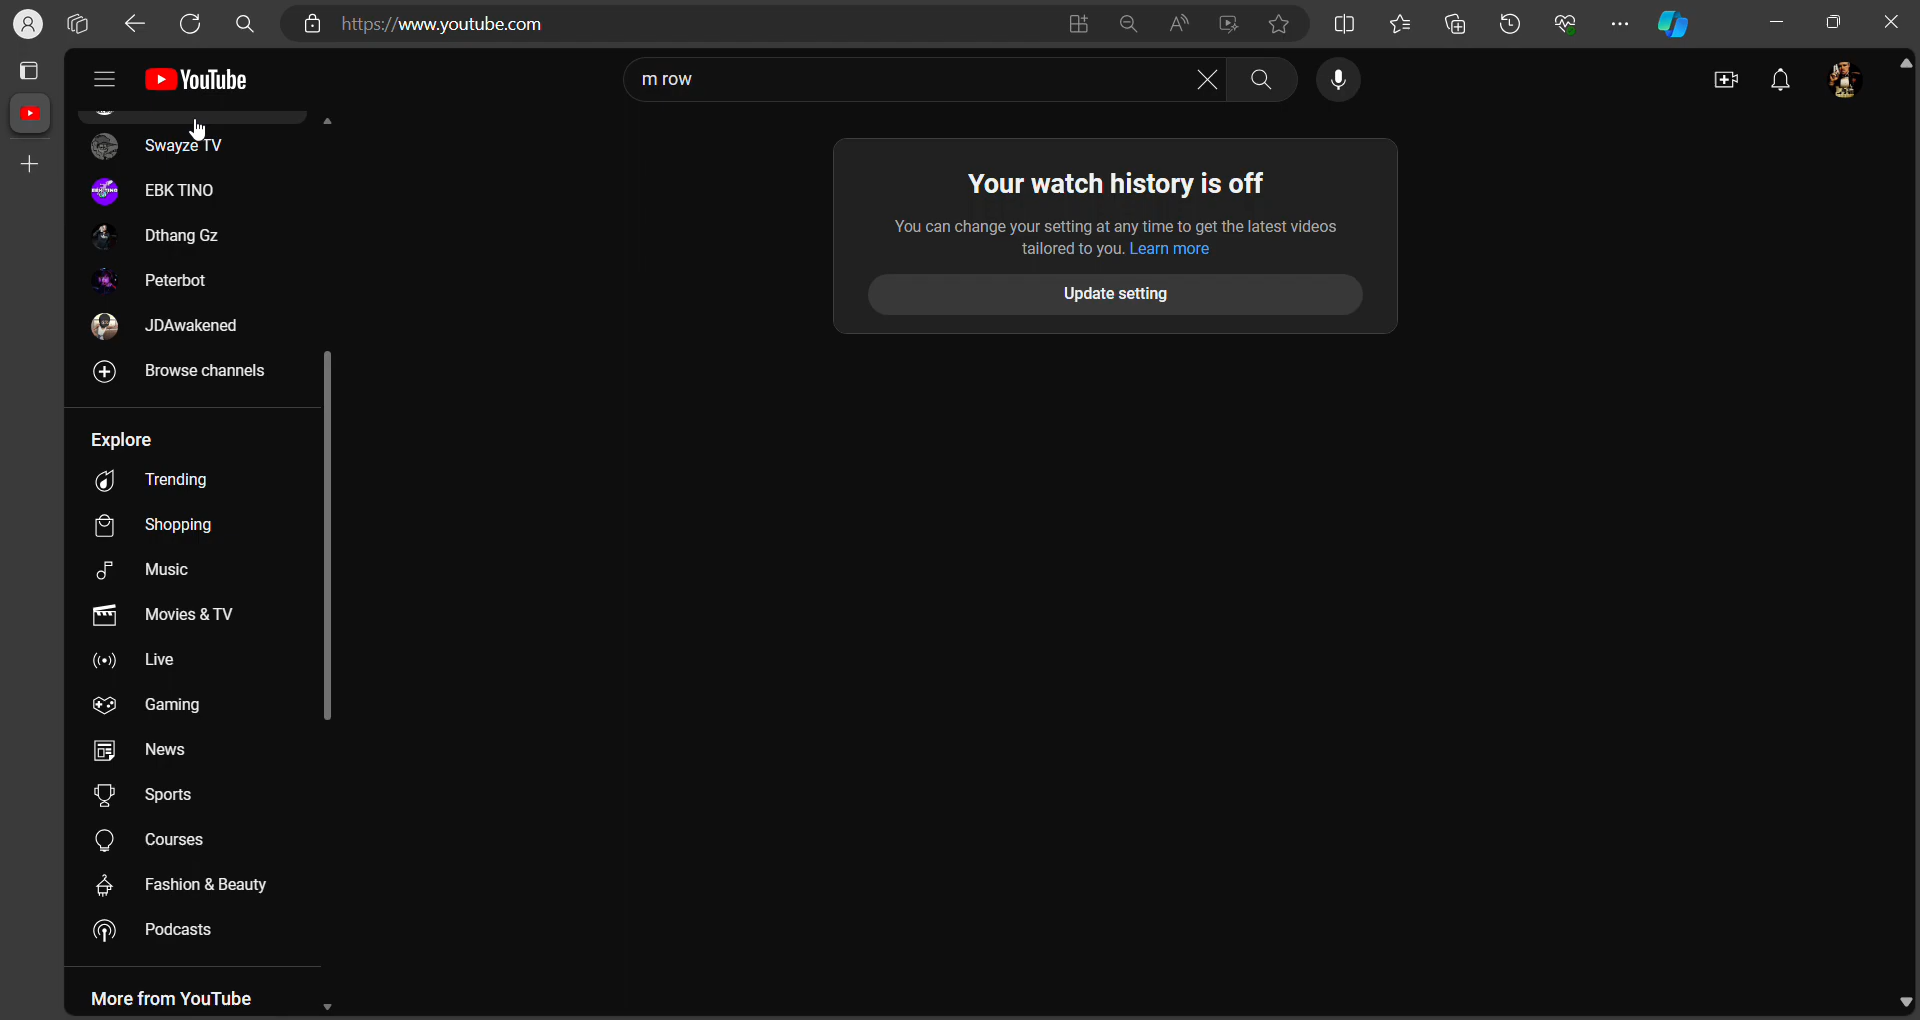 https://www.youtube.com
YouTube
m row
Swayze TV
EBK TINO
Dthang Gz
Peterbot
JDAwakened
Browse channels
Explore
Trending
Shopping
Music
Movies & TV
Live
Gaming
News
Sports
Courses
Fashion & Beauty
Podcasts
More from YouTube
Your watch history is off
You can change your setting at any time to get the latest videos
tailored to you. Learn more
Update setting